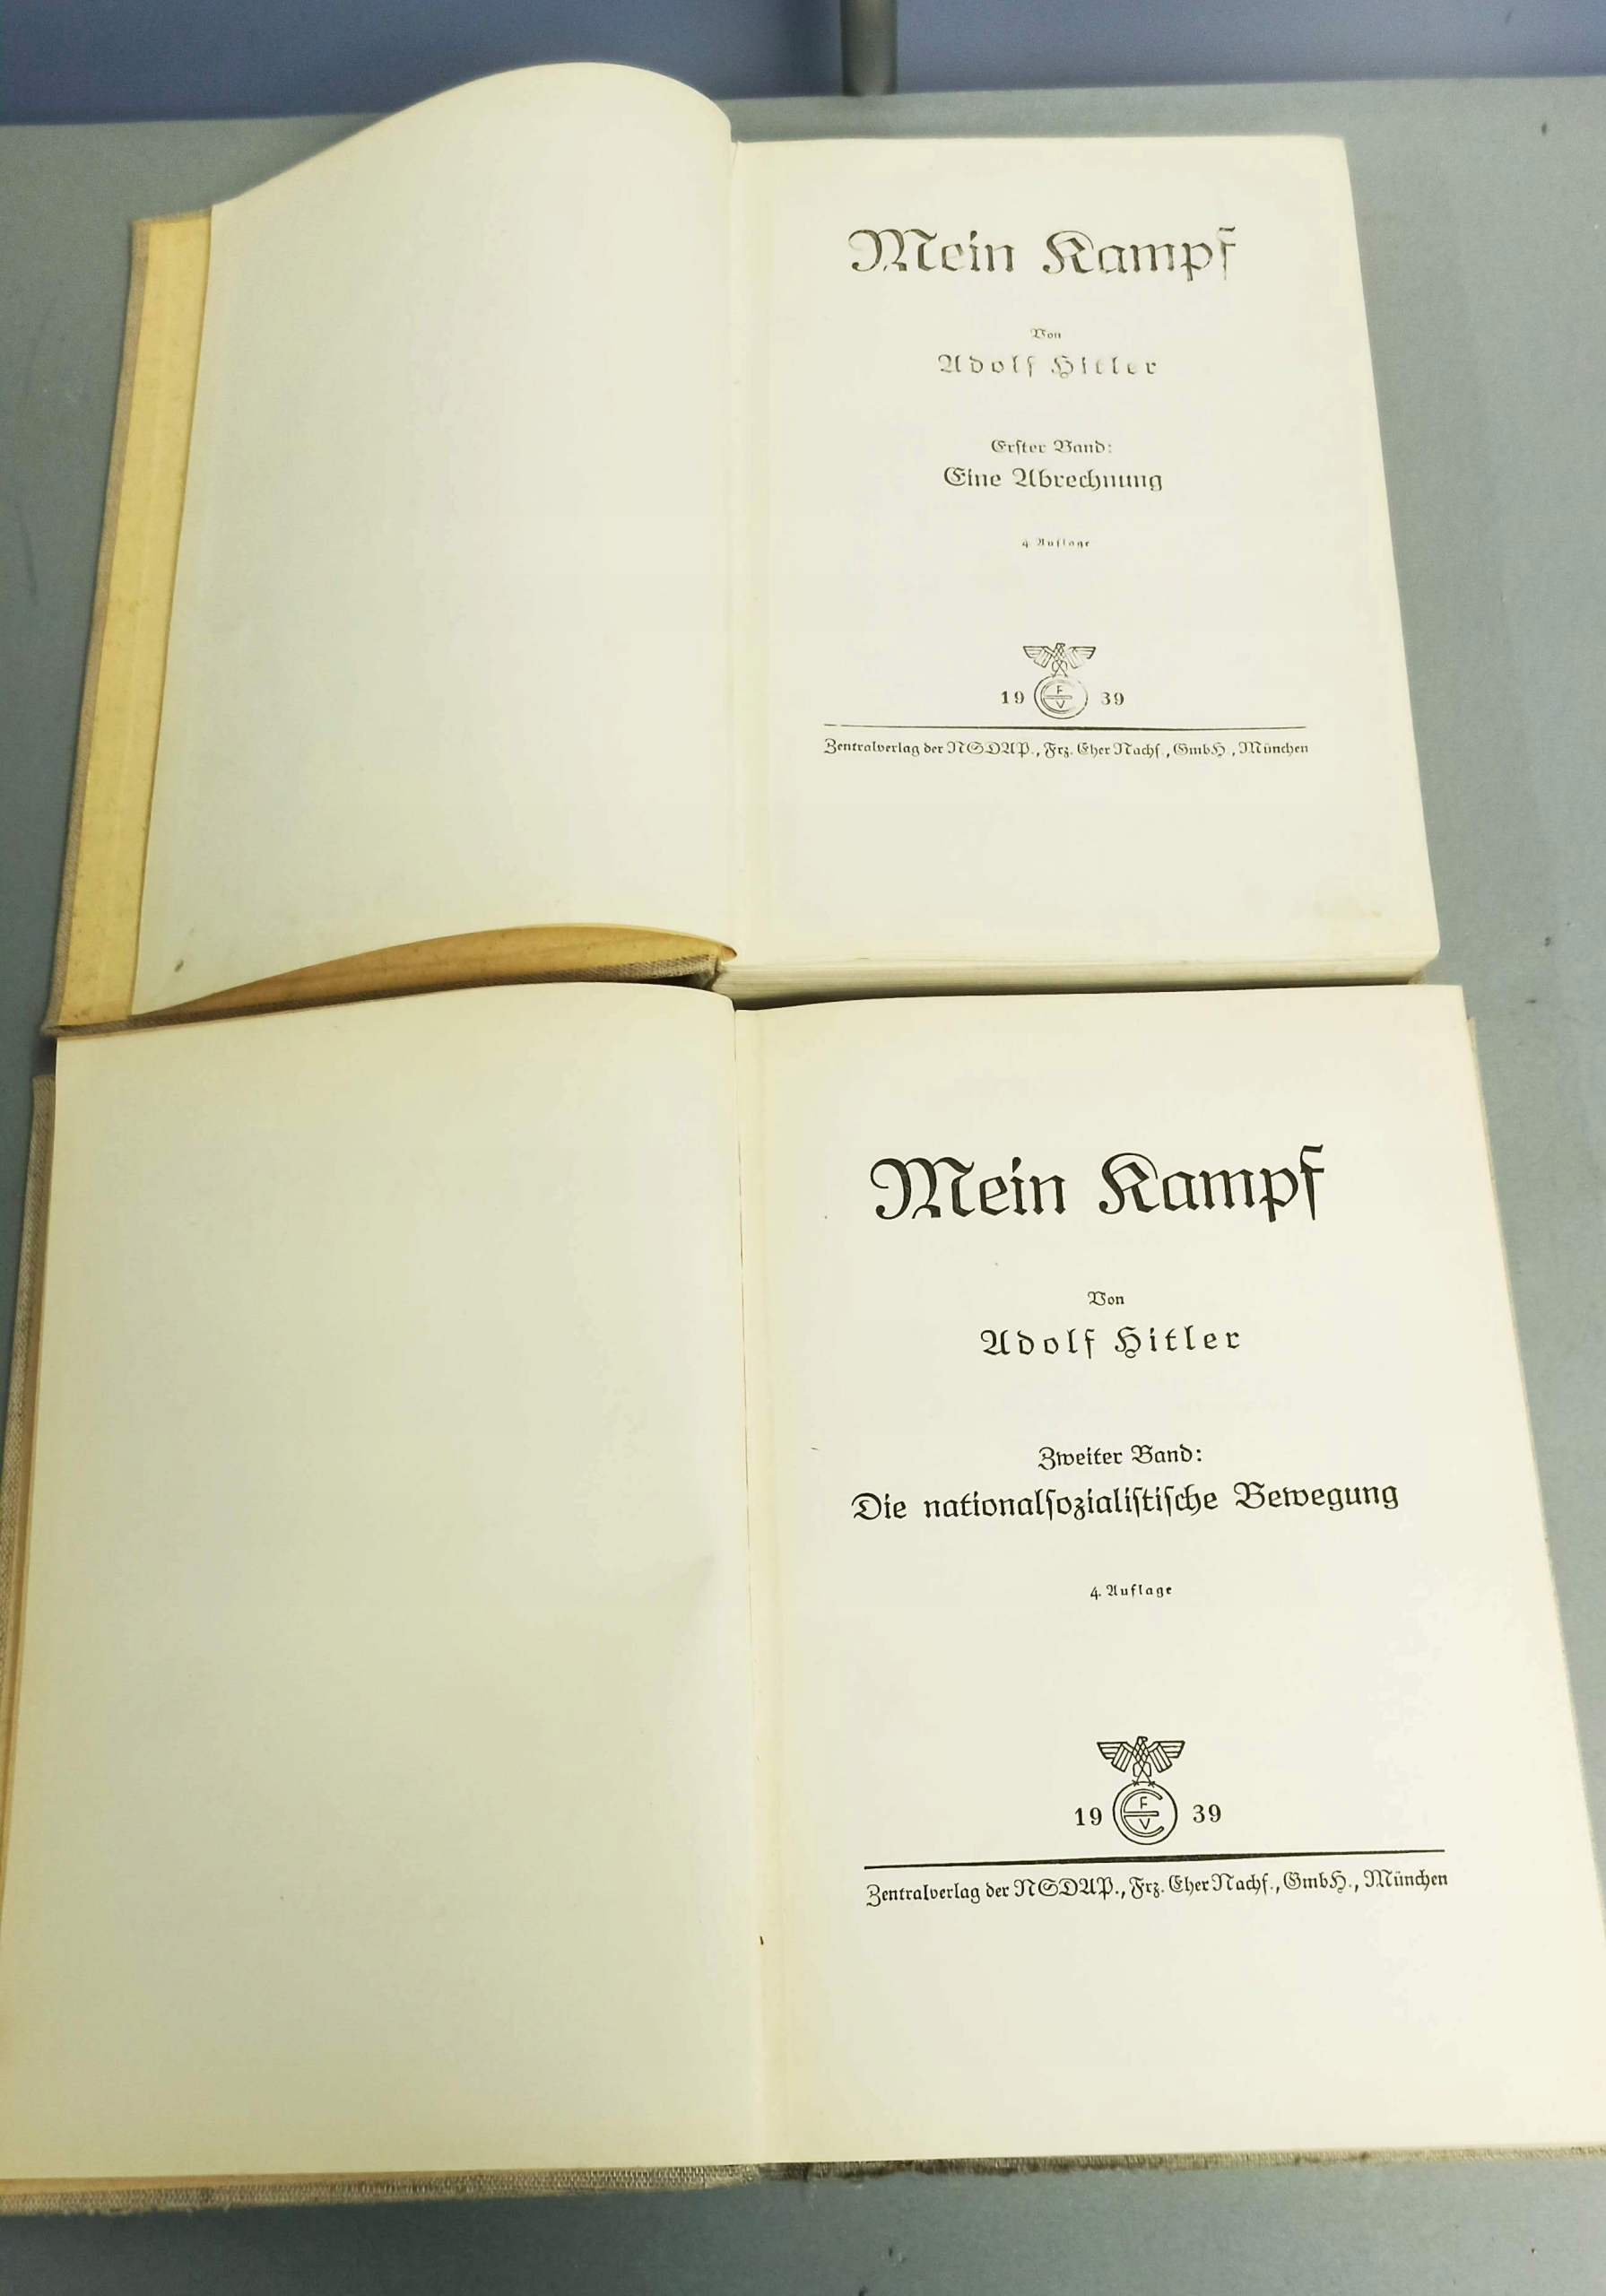 Mein Kampf
Von
Adolf Hitler
Erster Band:
Eine Abrechnung
4. Auflage
19 FEV 39
Zentralverlag der NSDAP., Frz. Eher Nachf., GmbH., München
Mein Kampf
Von
Adolf Hitler
Zweiter Band:
Die nationalsozialistische Bewegung
4. Auflage
19 FEV 39
Zentralverlag der NSDAP., Frz. Eher Nachf., GmbH., München